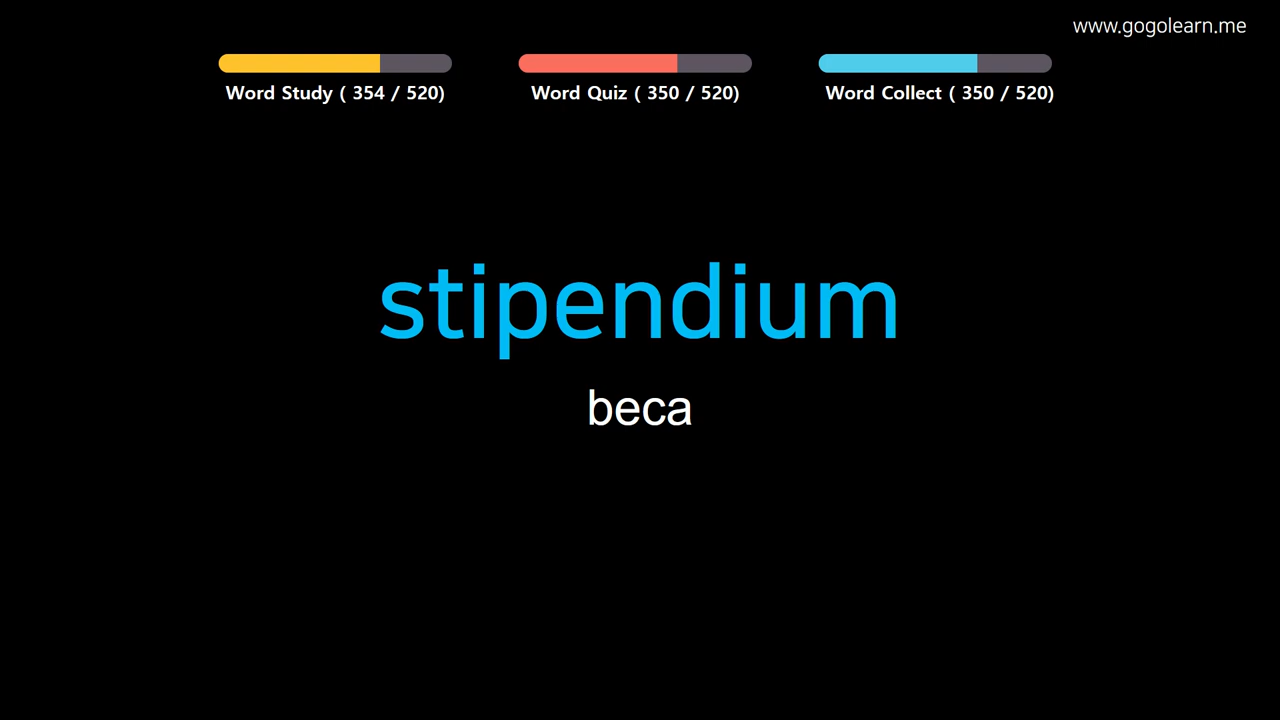 www.gogolearn.me
Word Study ( 354 / 520)
Word Quiz ( 350 / 520)
Word Collect ( 350 / 520)
stipendium
beca